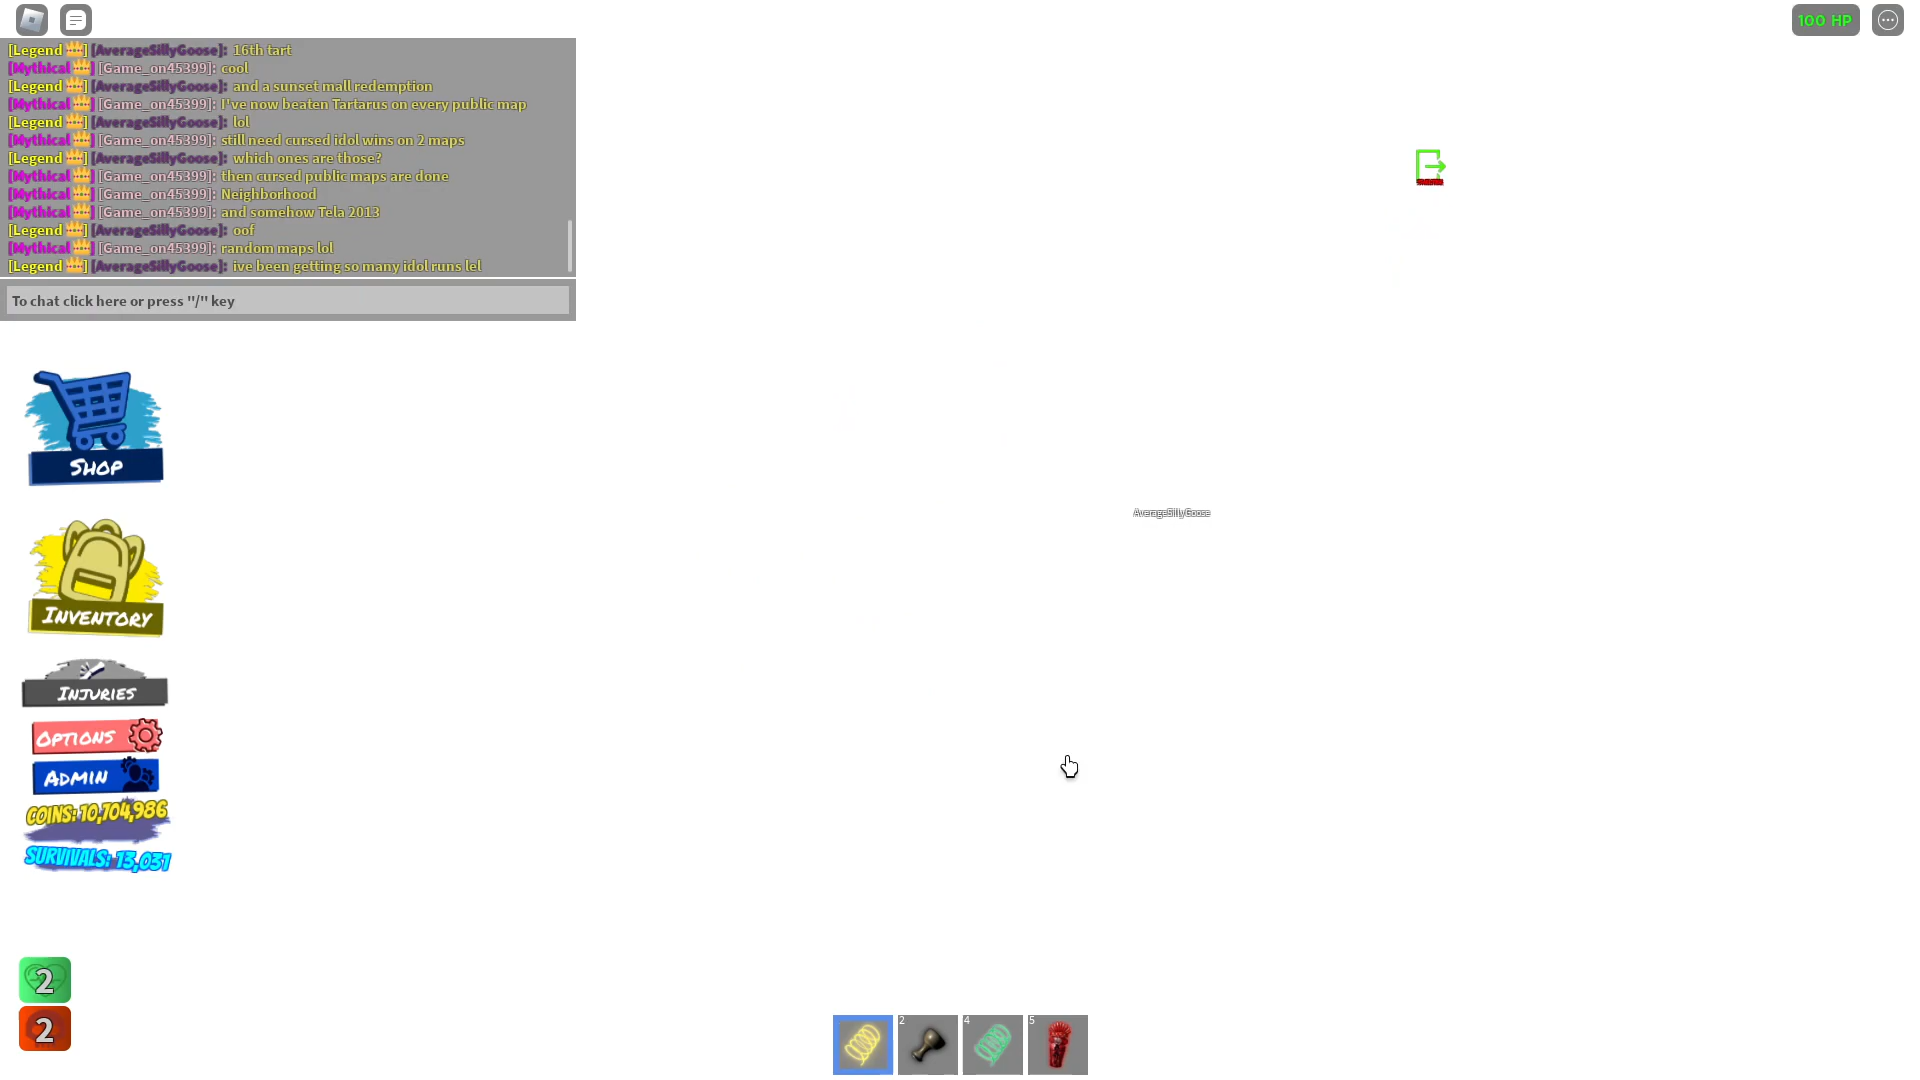 100 HP
[Legend 👑] [AverageSillyGoose]: 16th tart
[Mythical 👑] [Game_on45399]: cool
[Legend 👑] [AverageSillyGoose]: and a sunset mall redemption
[Mythical 👑] [Game_on45399]: I've now beaten Tartarus on every public map
[Legend 👑] [AverageSillyGoose]: lol
[Mythical 👑] [Game_on45399]: still need cursed idol wins on 2 maps
[Legend 👑] [AverageSillyGoose]: which ones are those?
[Mythical 👑] [Game_on45399]: then cursed public maps are done
[Mythical 👑] [Game_on45399]: Neighborhood
[Mythical 👑] [Game_on45399]: and somehow Tela 2013
[Legend 👑] [AverageSillyGoose]: oof
[Mythical 👑] [Game_on45399]: random maps lol
[Legend 👑] [AverageSillyGoose]: ive been getting so many idol runs lel
To chat click here or press "/" key
SHOP
AverageSillyGoose
INVENTORY
INJURIES
OPTIONS
ADMIN
COINS: 10,704,986
SURVIVALS: 13,031
2
2
2
4
5